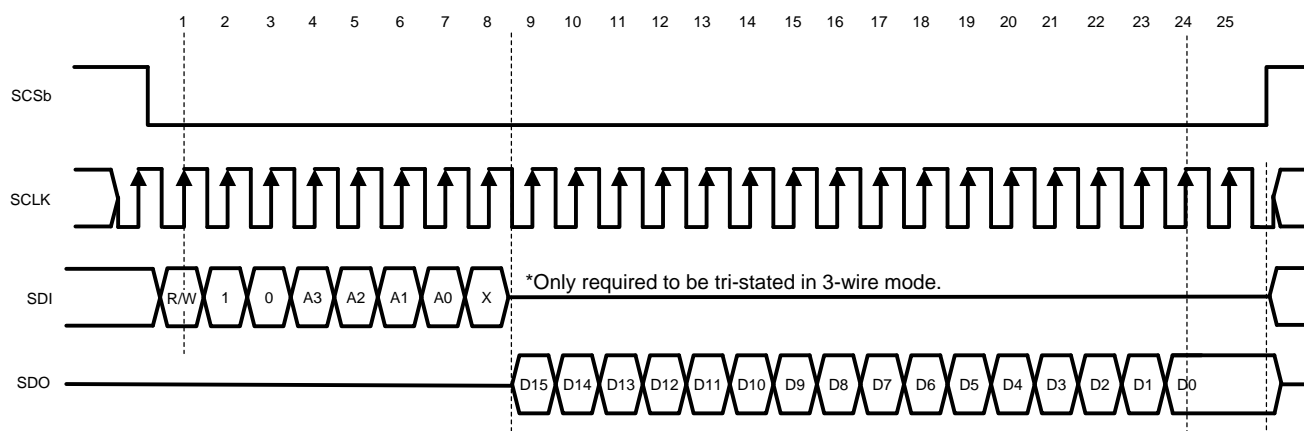 1 2 3 4 5 6 7 8 9 10 11 12 13 14 15 16 17 18 19 20 21 22 23 24 25
SCSb
SCLK
SDI R/W 1 0 A3 A2 A1 A0 X *Only required to be tri-stated in 3-wire mode.
SDO D15 D14 D13 D12 D11 D10 D9 D8 D7 D6 D5 D4 D3 D2 D1 D0